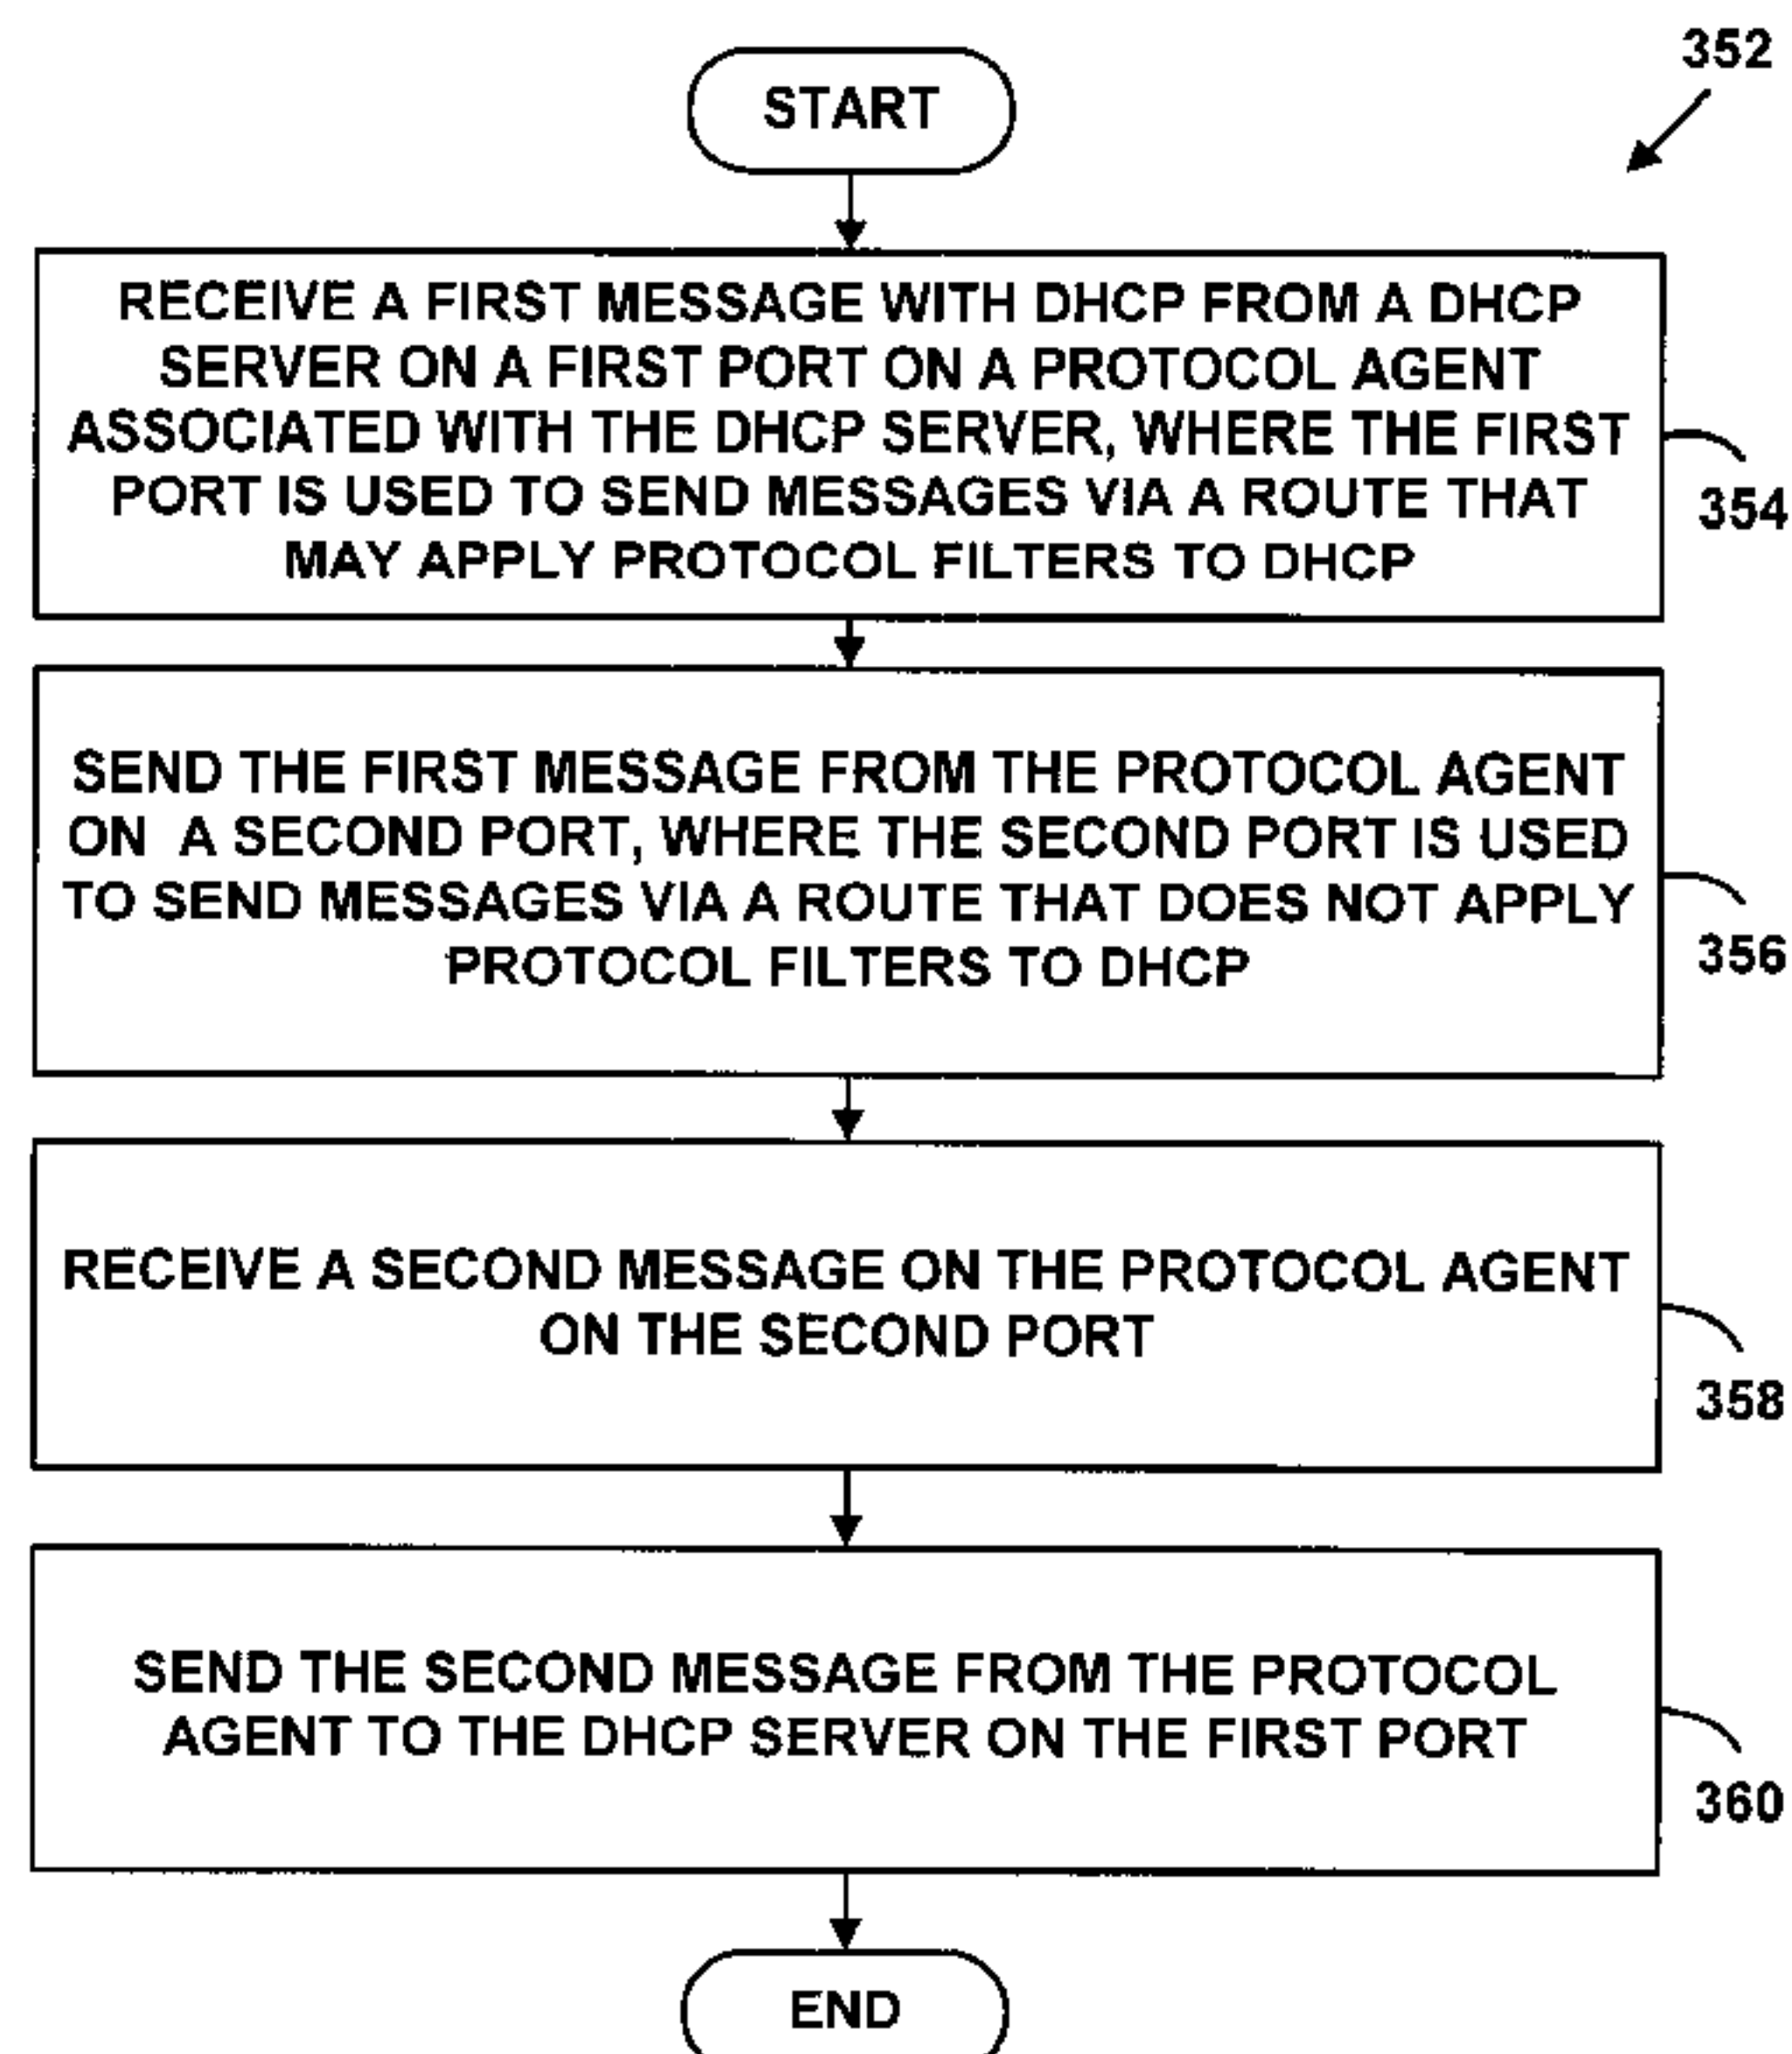 352
START
RECEIVE A FIRST MESSAGE WITH DHCP FROM A DHCP
SERVER ON A FIRST PORT ON A PROTOCOL AGENT
ASSOCIATED WITH THE DHCP SERVER, WHERE THE FIRST
PORT IS USED TO SEND MESSAGES VIA A ROUTE THAT
MAY APPLY PROTOCOL FILTERS TO DHCP
354
SEND THE FIRST MESSAGE FROM THE PROTOCOL AGENT
ON A SECOND PORT, WHERE THE SECOND PORT IS USED
TO SEND MESSAGES VIA A ROUTE THAT DOES NOT APPLY
PROTOCOL FILTERS TO DHCP
356
RECEIVE A SECOND MESSAGE ON THE PROTOCOL AGENT
ON THE SECOND PORT
358
SEND THE SECOND MESSAGE FROM THE PROTOCOL
AGENT TO THE DHCP SERVER ON THE FIRST PORT
360
END